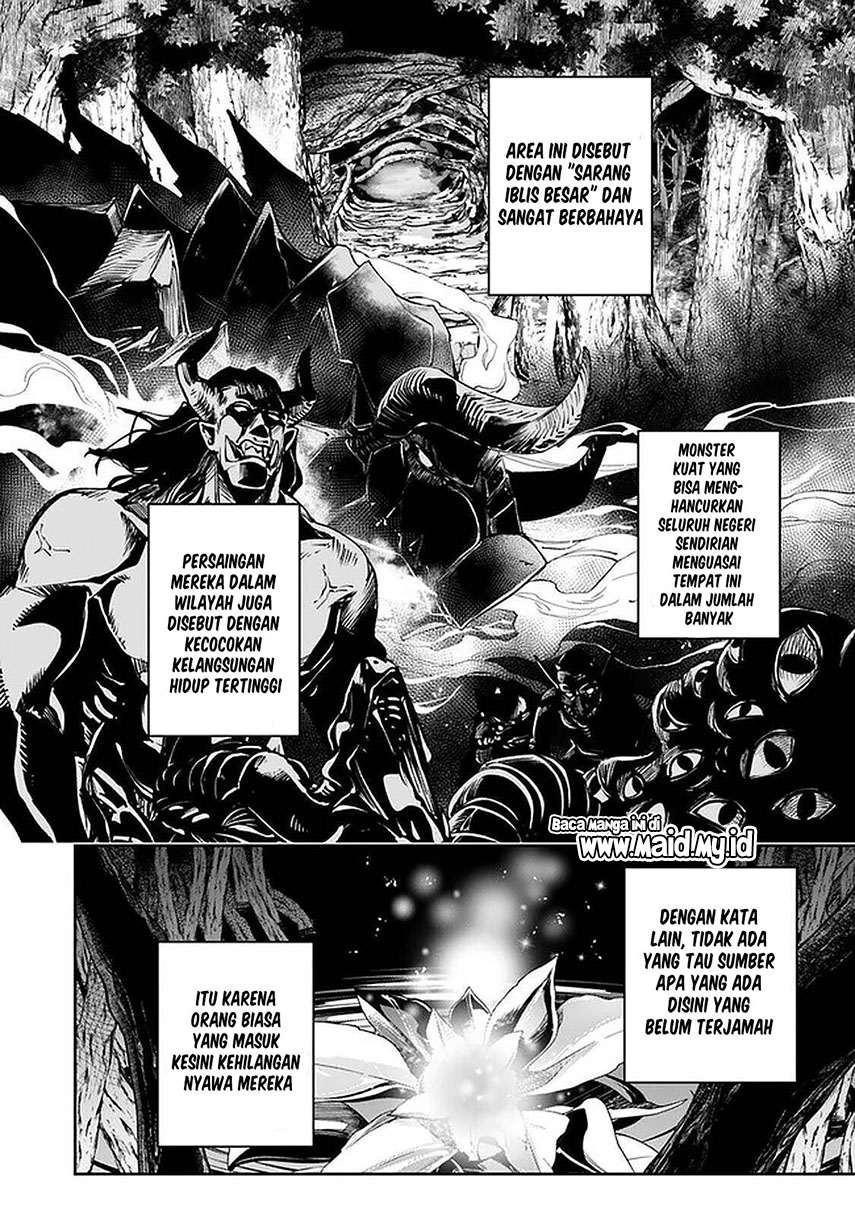 AREA INI DISEBUT
DENGAN "SARANG
IBLIS BESAR" DAN
SANGAT BERBAHAYA
MONSTER
KUAT YANG
BISA MENG-
HANCURKAN
SELURUH NEGERI
SENDIRIAN
MENGUASAI
TEMPAT INI
DALAM JUMLAH
BANYAK
PERSAINGAN
MEREKA DALAM
WILAYAH JUGA
DISEBUT DENGAN
KECOCOKAN
KELANGSUNGAN
HIDUP TERTINGGI
Baca Manga ini di
www.Maid.My.id
DENGAN KATA
LAIN, TIDAK ADA
YANG TAU SUMBER
APA YANG ADA
DISINI YANG
BELUM TERJAMAH
ITU KARENA
ORANG BIASA
YANG MASUK
KESINI KEHILANGAN
NYAWA MEREKA